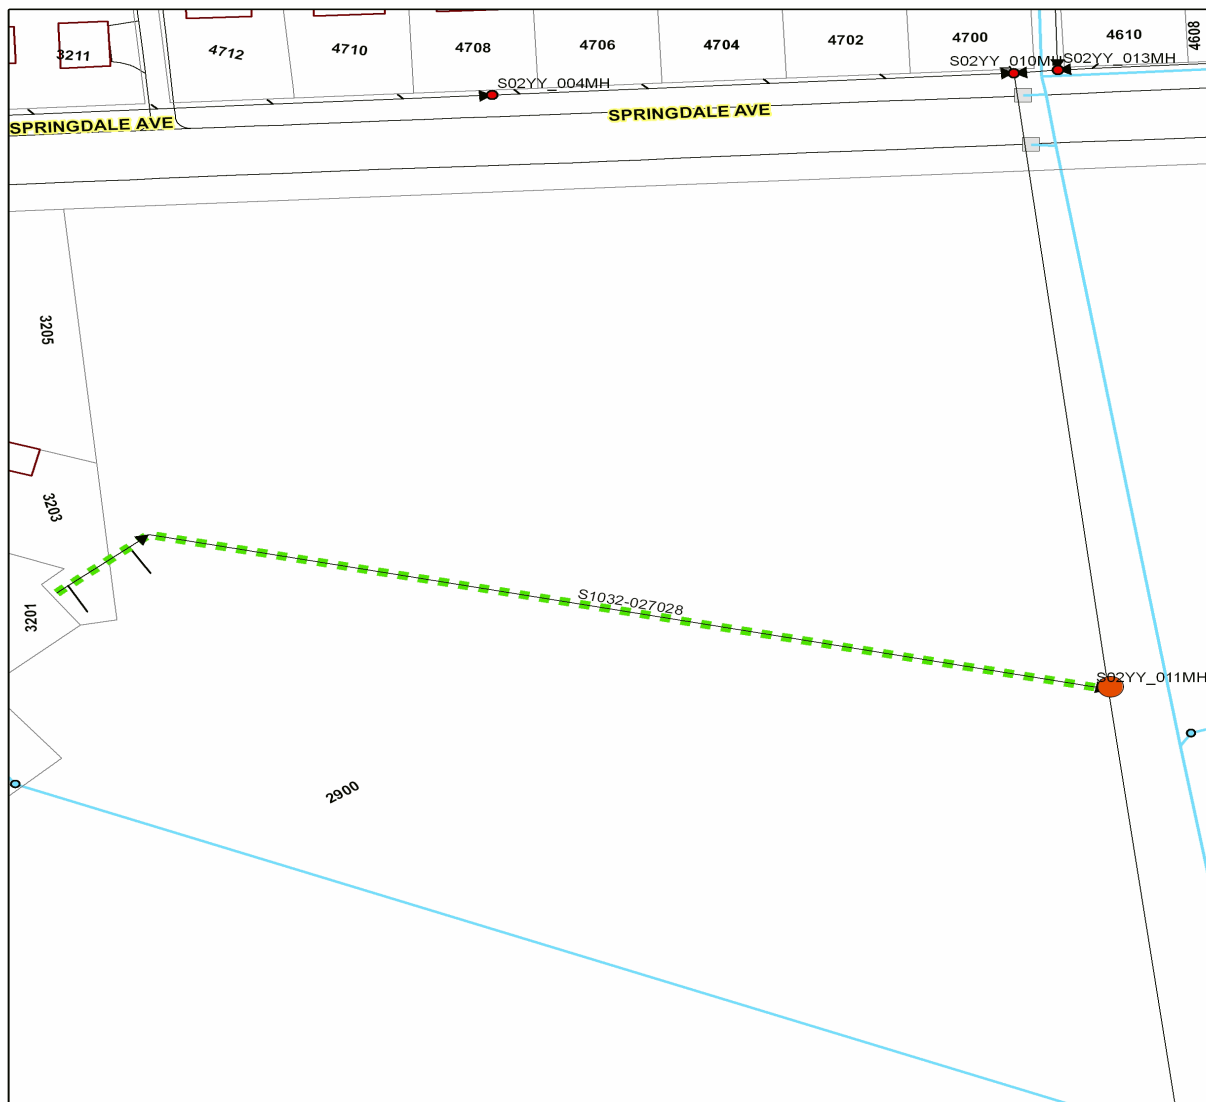 3211
4712
4710
4708
4706
4704
4702
4700
4610
4608
S02YY_010MH
S02YY_013MH
S02YY_004MH
SPRINGDALE AVE
SPRINGDALE AVE
3205
3203
3201
S1032-027028
S02YY_011MH
2900